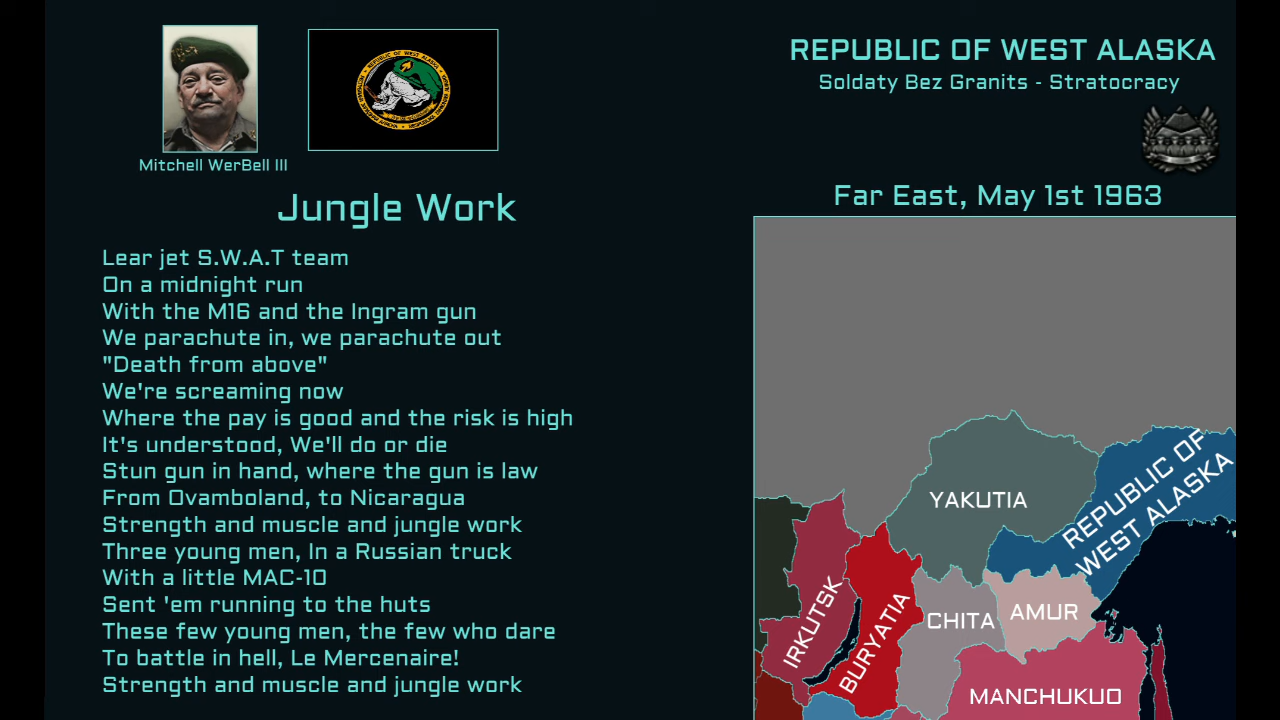 REPUBLIC OF WEST ALASKA
Soldaty Bez Granits - Stratocracy
Mitchell WerBell III
Jungle Work
Far East, May 1st 1963
Lear jet S.W.A.T team
On a midnight run
With the M16 and the Ingram gun
We parachute in, we parachute out
"Death from above"
We're screaming now
Where the pay is good and the risk is high
It's understood, We'll do or die
Stun gun in hand, where the gun is law
From Ovamboland, to Nicaragua
Strength and muscle and jungle work
Three young men, In a Russian truck
With a little MAC-10
Sent 'em running to the huts
These few young men, the few who dare
To battle in hell, Le Mercenaire!
Strength and muscle and jungle work
YAKUTIA
REPUBLIC OF
WEST ALASKA
IRKUTSK
BURYATIA
CHITA
AMUR
MANCHUKUO